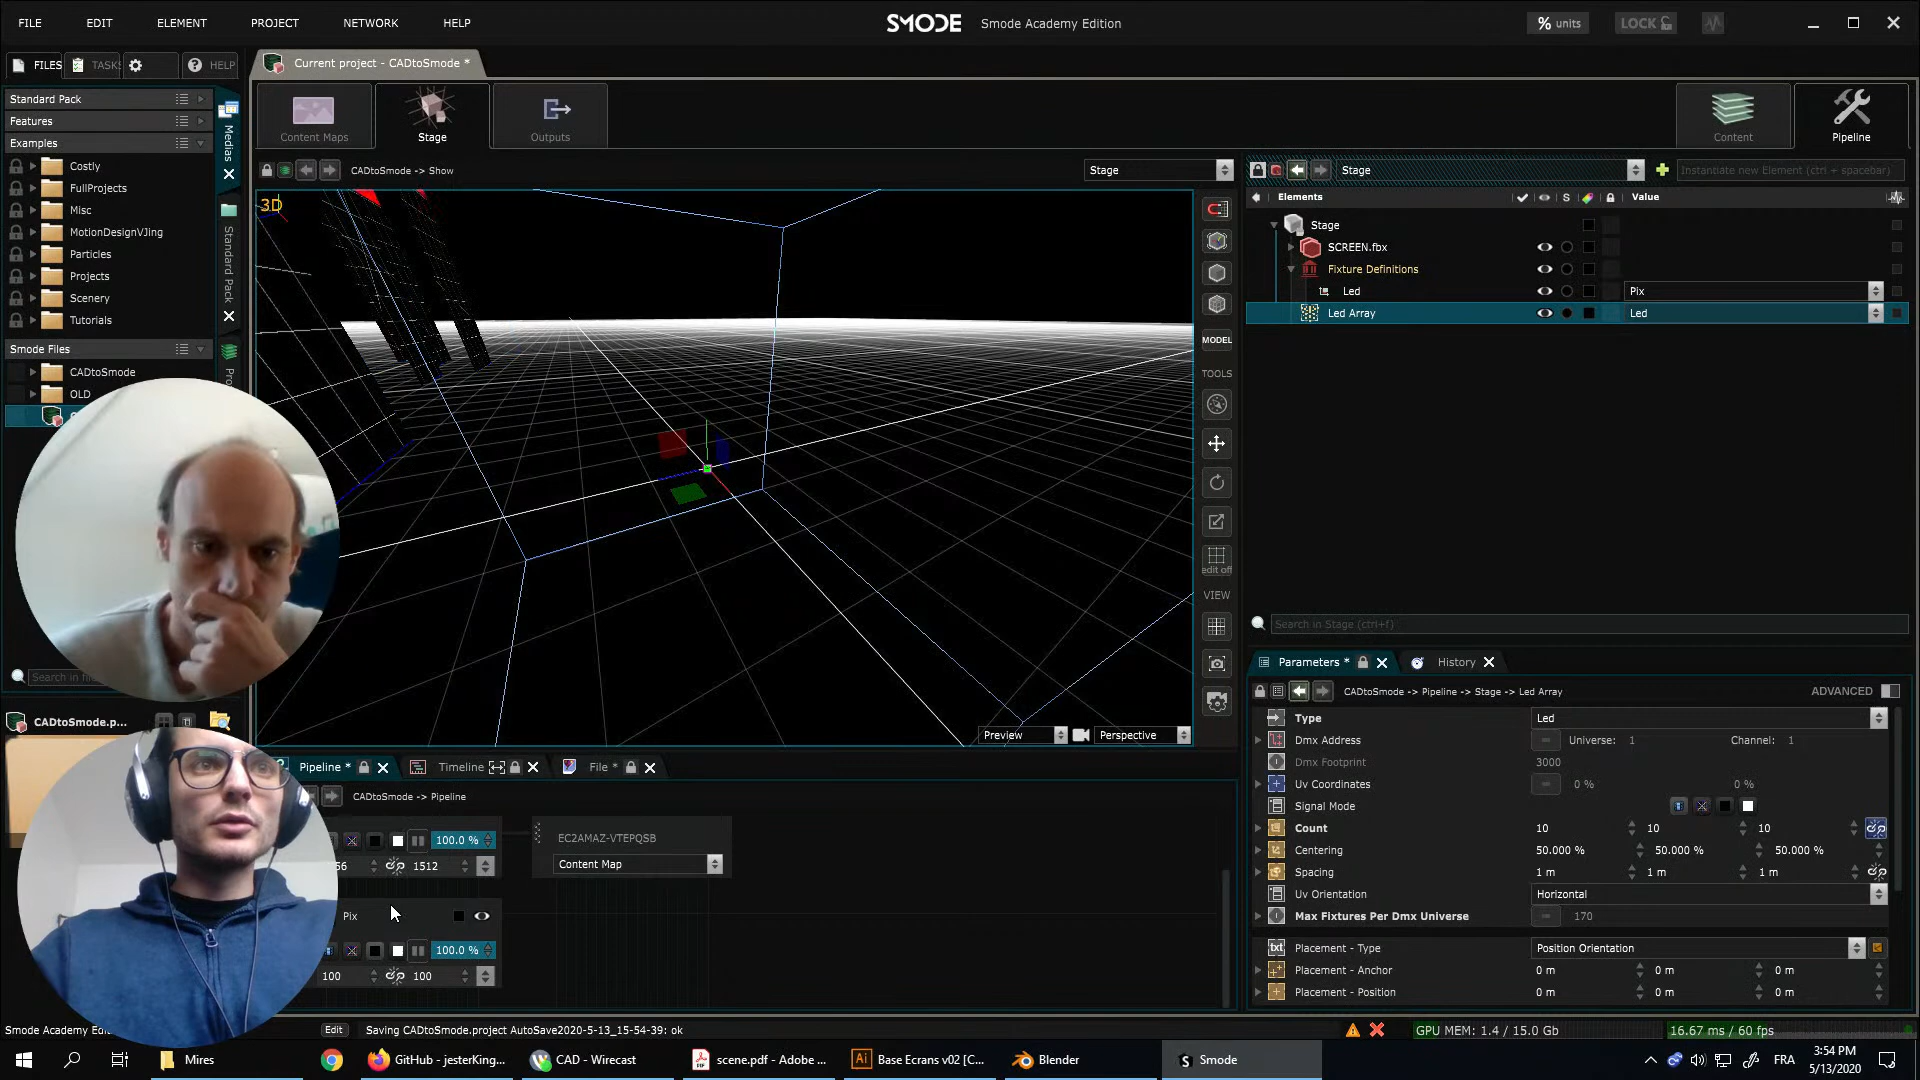 FILE EDIT ELEMENT PROJECT NETWORK HELP
SMODE Smode Academy Edition
% units LOCK
FILES TASKS HELP
Current project - CADtoSmode *
Content Maps Stage Outputs
Content Pipeline
Standard Pack
Features
Examples
Costly
FullProjects
Misc
MotionDesignVJing
Particles
Projects
Scenery
Tutorials
Smode Files
CADtoSmode
OLD
Medias
Standard Pack
CADtoSmode -> Show
Stage
3D
MODEL
TOOLS
edit off
VIEW
Preview
Perspective
Stage
Instantiate new Element (ctrl + spacebar)
Elements S Value
Stage
SCREEN.fbx
Fixture Definitions
Led Pix
Led Array Led
Search in Stage (ctrl+f)
Parameters * History
CADtoSmode -> Pipeline -> Stage -> Led Array ADVANCED
Type Led
Dmx Address Universe: 1 Channel: 1
Dmx Footprint 3000
Uv Coordinates 0 % 0 %
Signal Mode
Count 10 10 10
Centering 50.000 % 50.000 % 50.000 %
Spacing 1 m 1 m 1 m
Uv Orientation Horizontal
Max Fixtures Per Dmx Universe 170
Placement - Type Position Orientation
Placement - Anchor 0 m 0 m 0 m
Placement - Position 0 m 0 m 0 m
CADtoSmode.p...
Pipeline * Timeline File *
CADtoSmode -> Pipeline
100.0 %
56 1512
EC2AMAZ-VTEPQSB
Content Map
Pix
100.0 %
100 100
Edit Saving CADtoSmode.project AutoSave2020-5-13_15-54-39: ok
GPU MEM: 1.4 / 15.0 Gb 16.67 ms / 60 fps
Mires
GitHub - jesterKing...
CAD - Wirecast
scene.pdf - Adobe ...
Base Ecrans v02 [C...
Blender
Smode
FRA
3:54 PM
5/13/2020